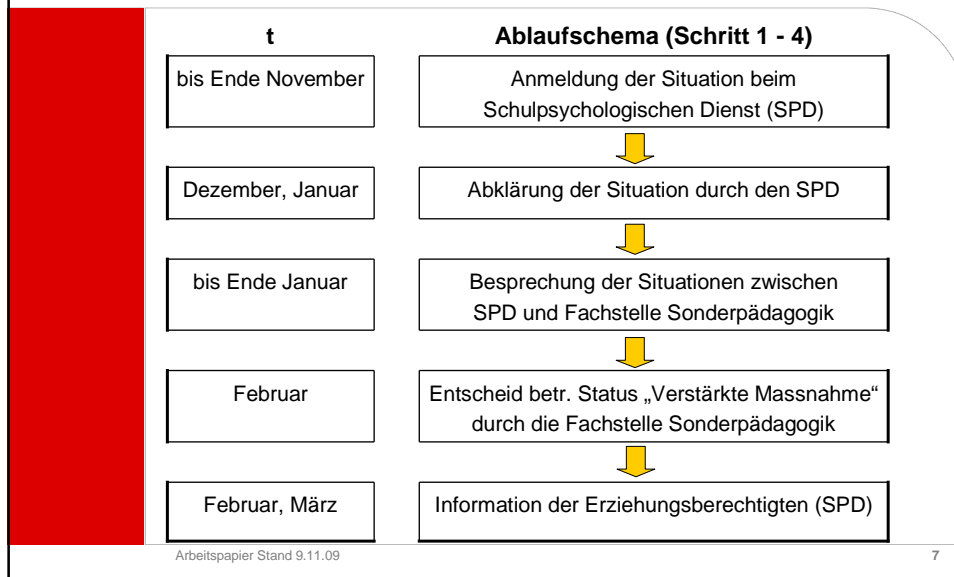 t
Ablaufschema (Schritt 1 - 4)
bis Ende November
Anmeldung der Situation beim
Schulpsychologischen Dienst (SPD)
Dezember, Januar
Abklärung der Situation durch den SPD
bis Ende Januar
Besprechung der Situationen zwischen
SPD und Fachstelle Sonderpädagogik
Februar
Entscheid betr. Status „Verstärkte Massnahme“
durch die Fachstelle Sonderpädagogik
Februar, März
Information der Erziehungsberechtigten (SPD)
Arbeitspapier Stand 9.11.09
7